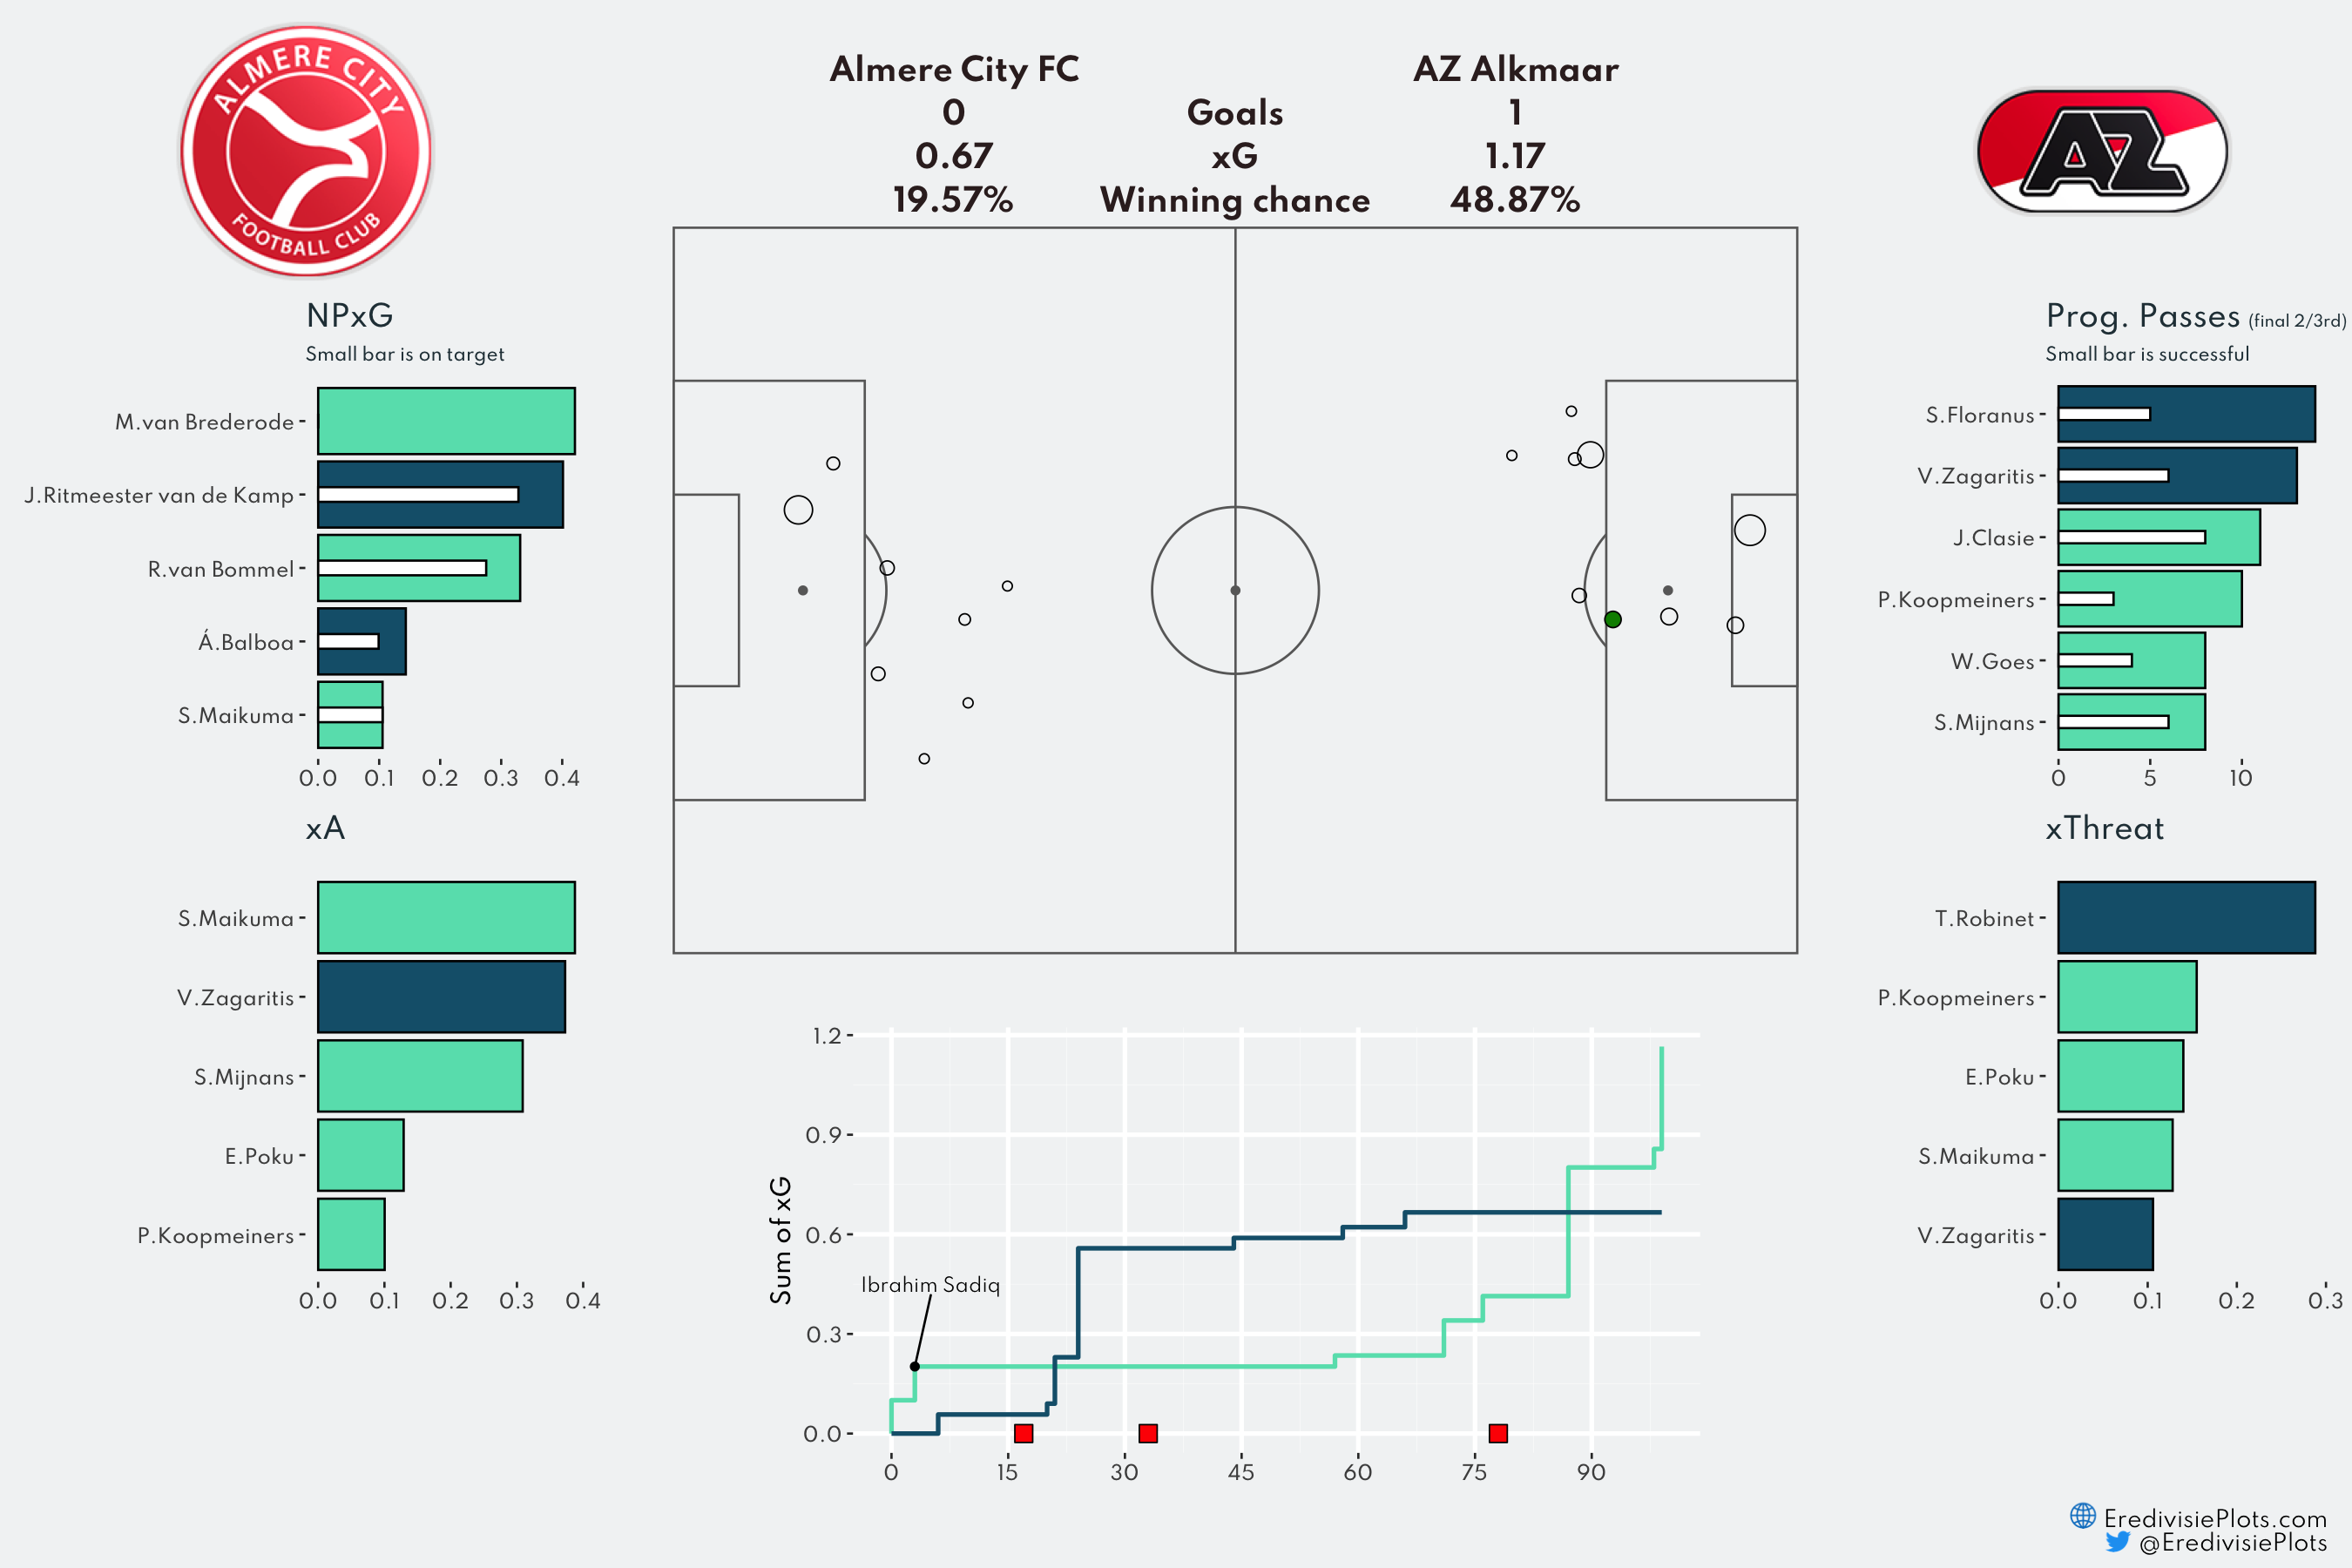 ALMERE CITY
FOOTBALL CLUB
Almere City FC AZ Alkmaar
0 Goals 1
0.67 xG 1.17
19.57% Winning chance 48.87%
AZ
NPxG
Small bar is on target
M.van Brederode
J.Ritmeester van de Kamp
R.van Bommel
Á.Balboa
S.Maikuma
0.0 0.1 0.2 0.3 0.4
xA
S.Maikuma
V.Zagaritis
S.Mijnans
E.Poku
P.Koopmeiners
0.0 0.1 0.2 0.3 0.4
Sum of xG
1.2
0.9
0.6
0.3
0.0
Ibrahim Sadiq
0 15 30 45 60 75 90
Prog. Passes (final 2/3rd)
Small bar is successful
S.Floranus
V.Zagaritis
J.Clasie
P.Koopmeiners
W.Goes
S.Mijnans
0 5 10
xThreat
T.Robinet
P.Koopmeiners
E.Poku
S.Maikuma
V.Zagaritis
0.0 0.1 0.2 0.3
EredivisiePlots.com
@EredivisiePlots